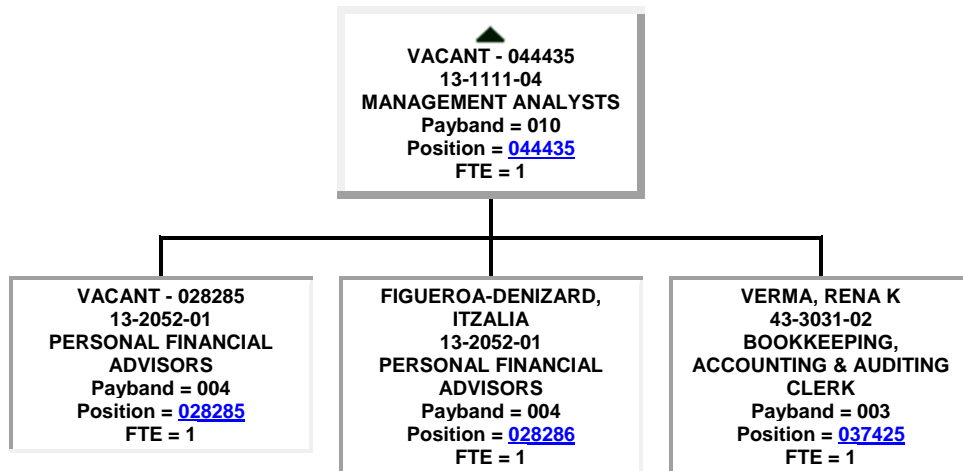 VACANT - 044435
13-1111-04
MANAGEMENT ANALYSTS
Payband = 010
Position = 044435
FTE = 1
VACANT - 028285
13-2052-01
PERSONAL FINANCIAL
ADVISORS
Payband = 004
Position = 028285
FTE = 1
FIGUEROA-DENIZARD,
ITZALIA
13-2052-01
PERSONAL FINANCIAL
ADVISORS
Payband = 004
Position = 028286
FTE = 1
VERMA, RENA K
43-3031-02
BOOKKEEPING,
ACCOUNTING & AUDITING
CLERK
Payband = 003
Position = 037425
FTE = 1